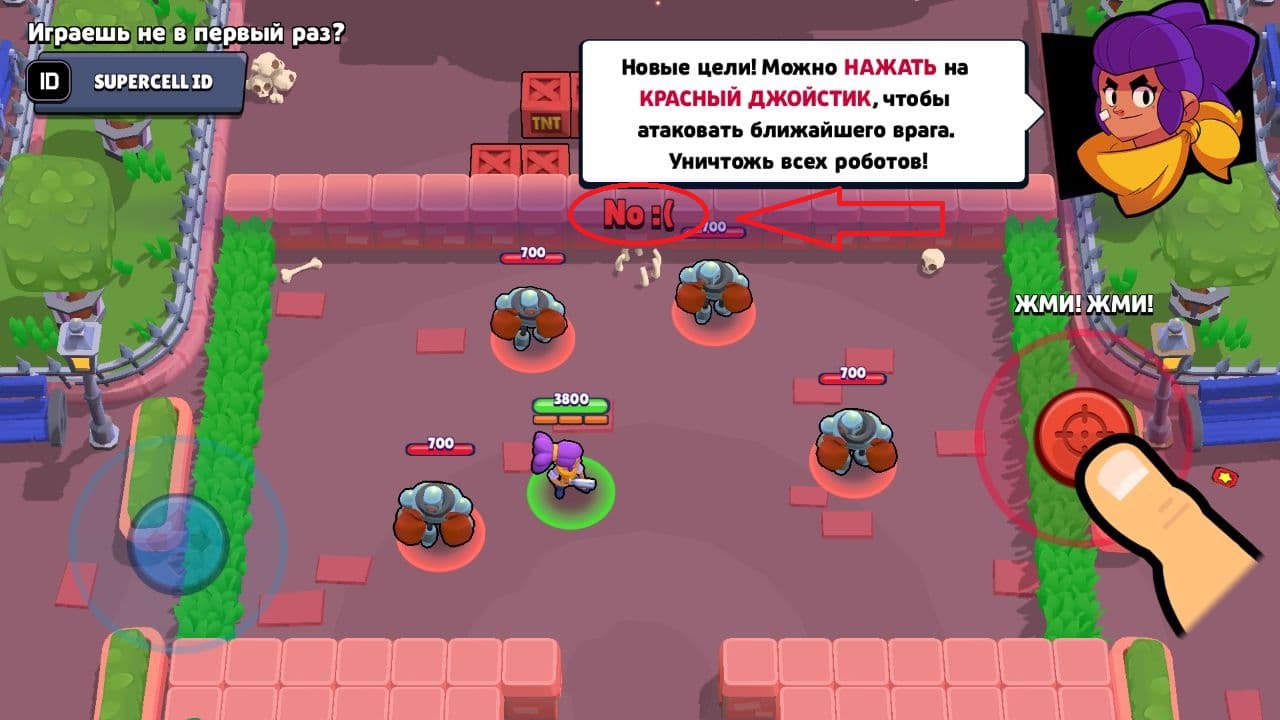 Играешь не в первый раз?
ID SUPERCELL ID
Новые цели! Можно НАЖАТЬ на
КРАСНЫЙ ДЖОЙСТИК, чтобы
атаковать ближайшего врага.
Уничтожь всех роботов!
TNT
No :(
700
700
ЖМИ! ЖМИ!
700
3800
700